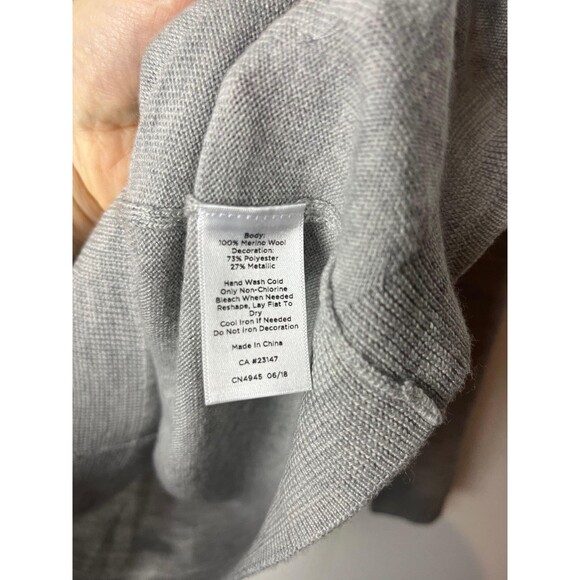 Body:
100% Merino Wool
Decoration:
73% Polyester
27% Metallic
Hand Wash Cold
Only Non-Chlorine
Bleach When Needed
Reshape, Lay Flat To
Dry
Cool Iron If Needed
Do Not Iron Decoration
Made In China
CA #23147
CN4945 06/18